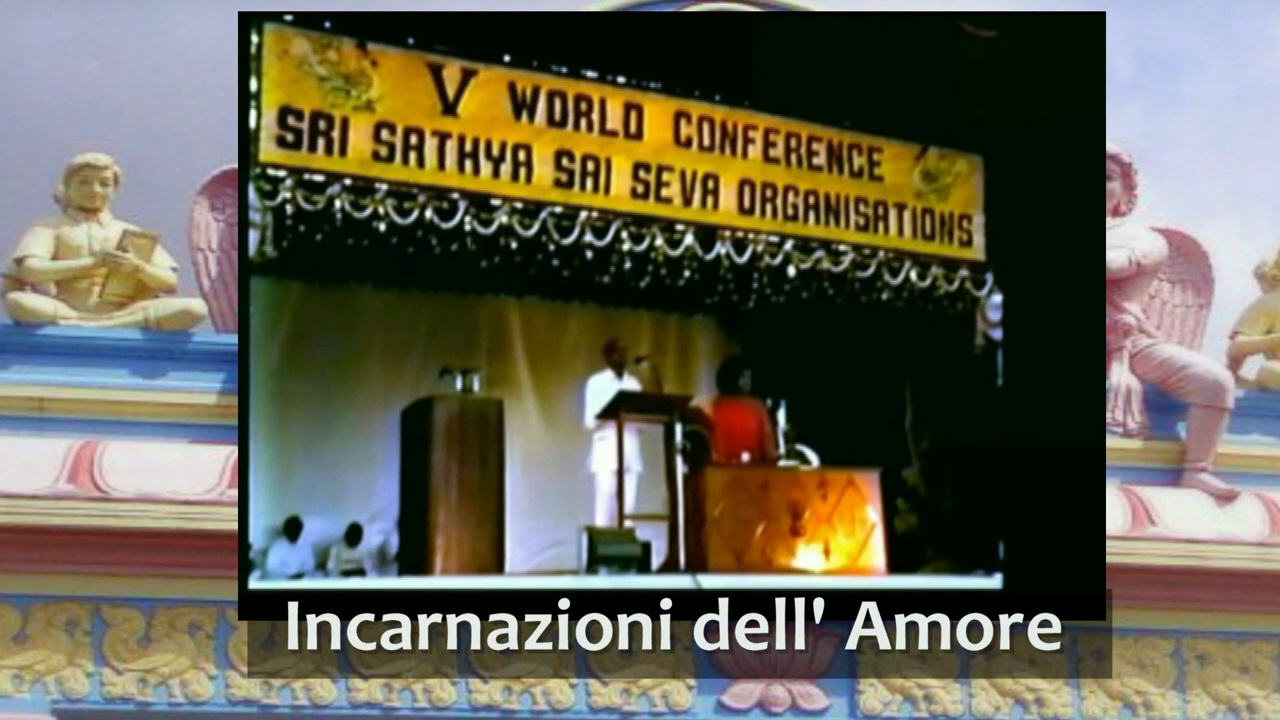 V WORLD CONFERENCE
SRI SATHYA SAI SEVA ORGANISATIONS
Incarnazioni dell' Amore